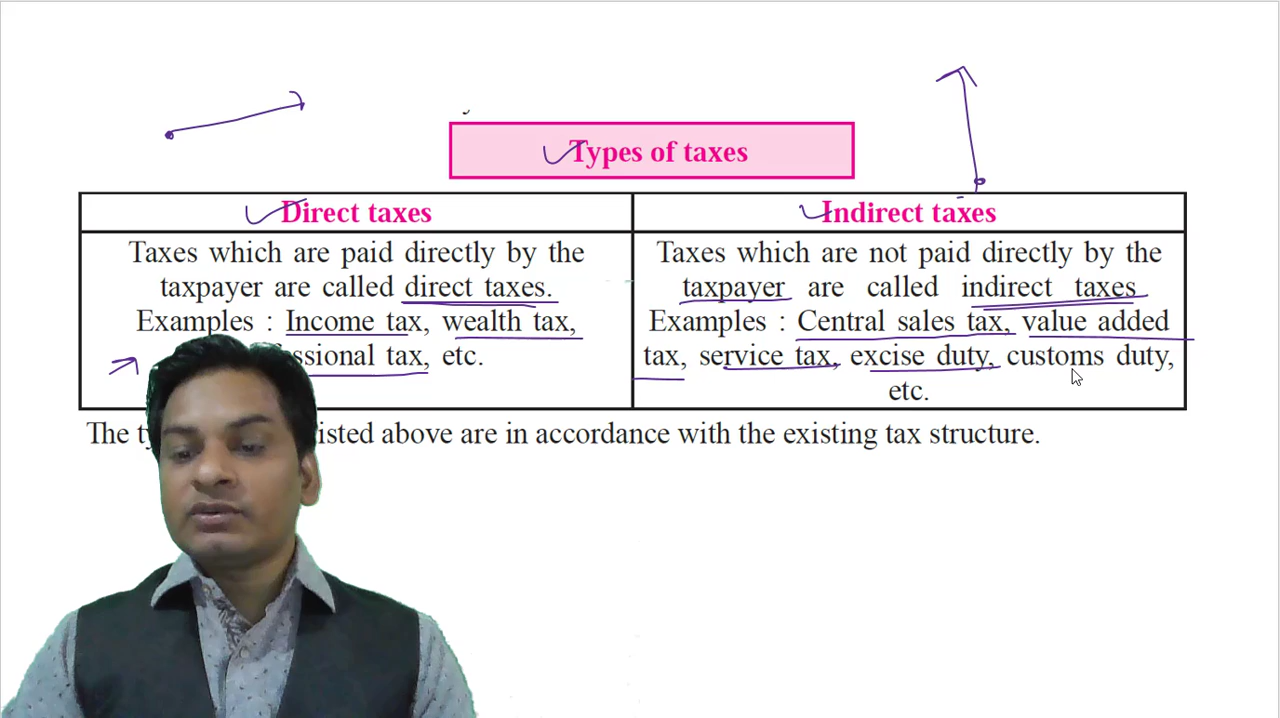 Types of taxes
Direct taxes
Taxes which are paid directly by the
taxpayer are called direct taxes.
Examples : Income tax, wealth tax,
ssional tax, etc.
Indirect taxes
Taxes which are not paid directly by the
taxpayer are called indirect taxes
Examples : Central sales tax, value added
tax, service tax, excise duty, customs duty,
etc.
The isted above are in accordance with the existing tax structure.